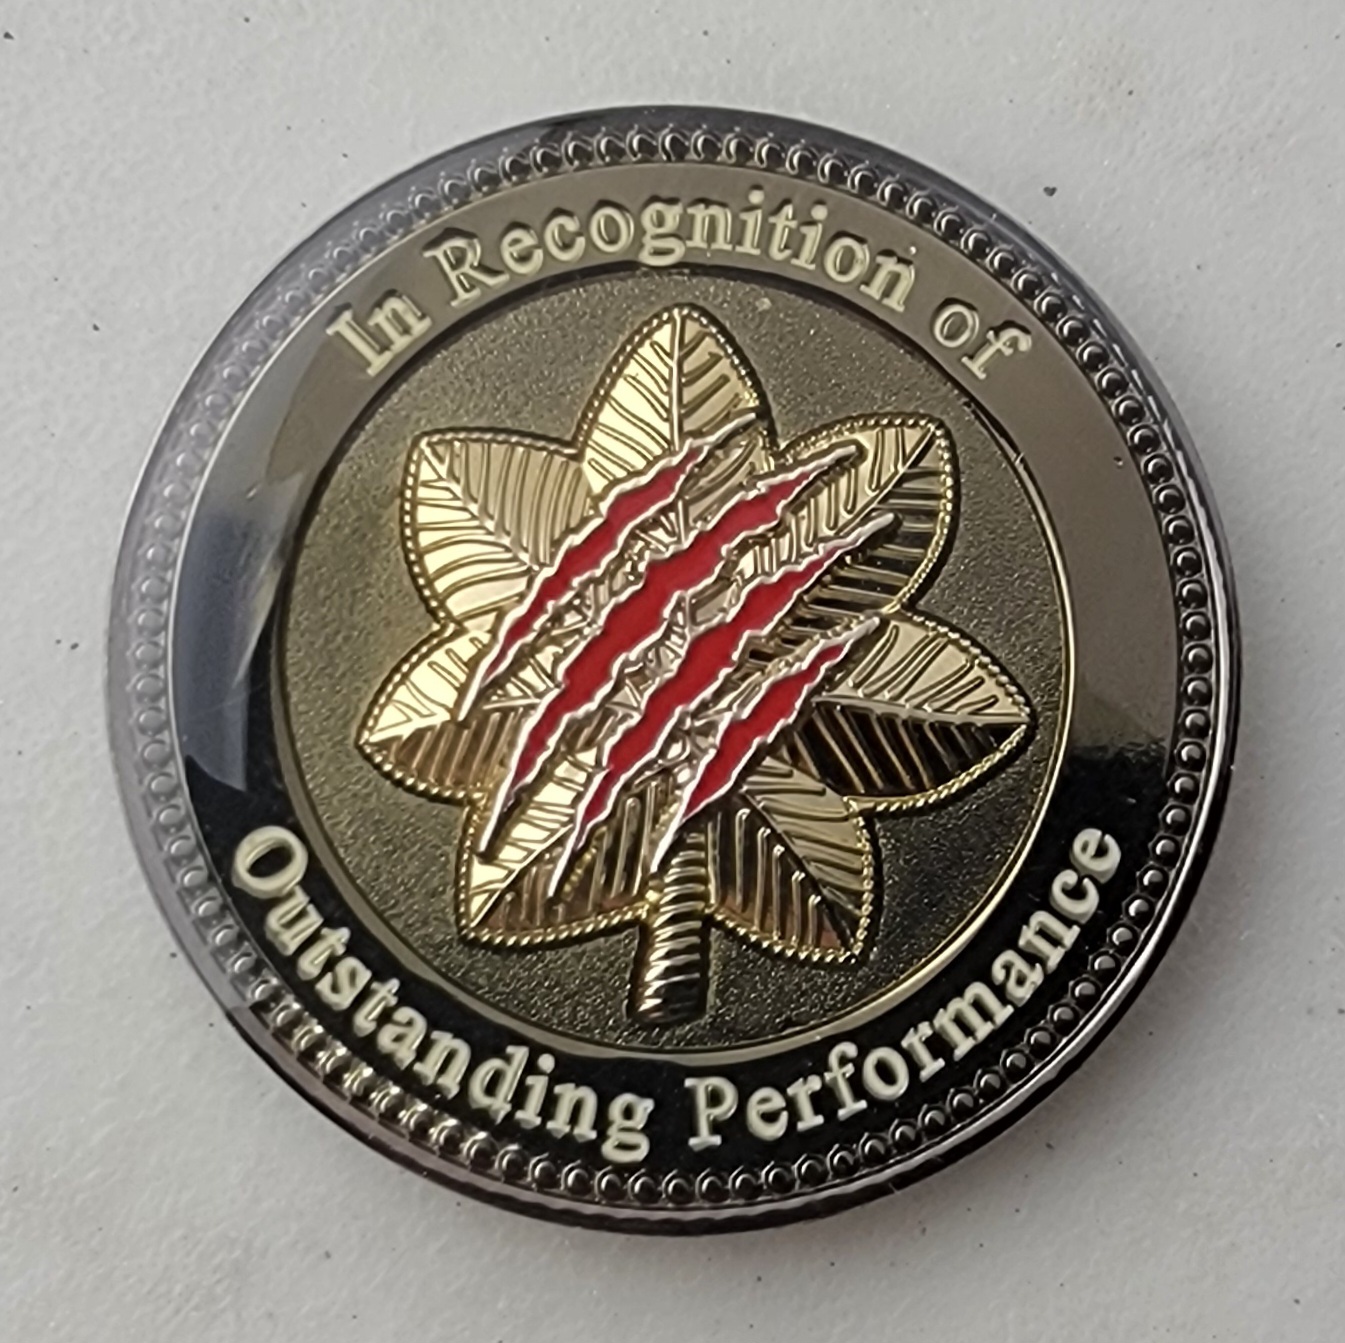 In Recognition of
Outstanding Performance